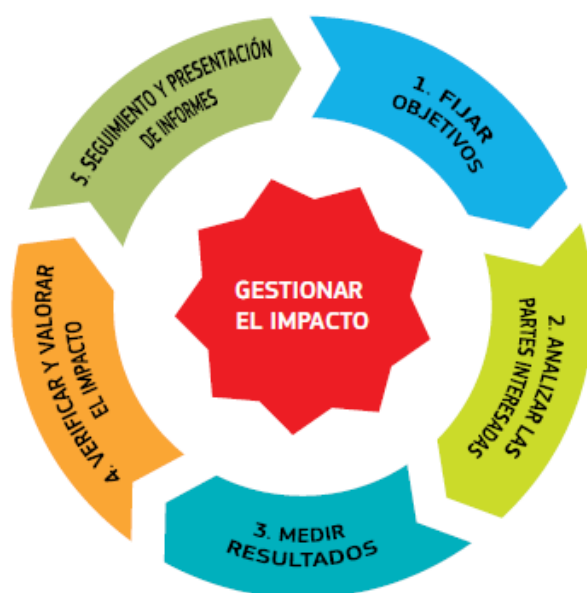 1. FIJAR
OBJETIVOS
2. ANALIZAR LAS
PARTES INTERESADAS
3. MEDIR
RESULTADOS
4. VERIFICAR Y VALORAR
EL IMPACTO
5. SEGUIMIENTO Y PRESENTACIÓN
DE INFORMES
GESTIONAR
EL IMPACTO